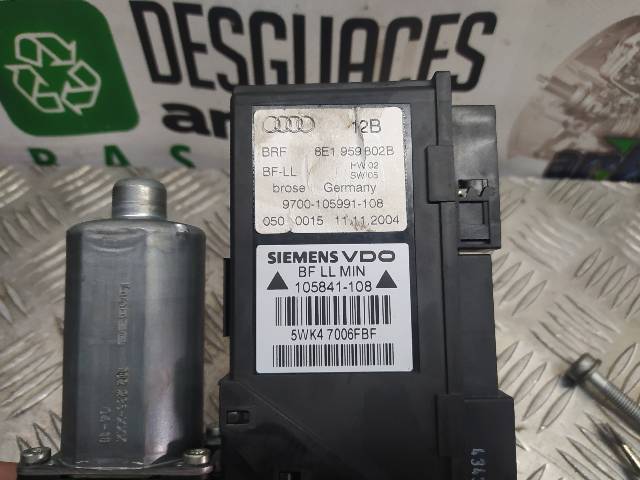 DESGUACES
12B
BRF 8E1 959 802B
BF-LL HW 02
SW 05
brose Germany
9700-105991-108
050 0015 11.11.2004
SIEMENS VDO
BF LL MIN
105841-108
5WK4 7006FBF